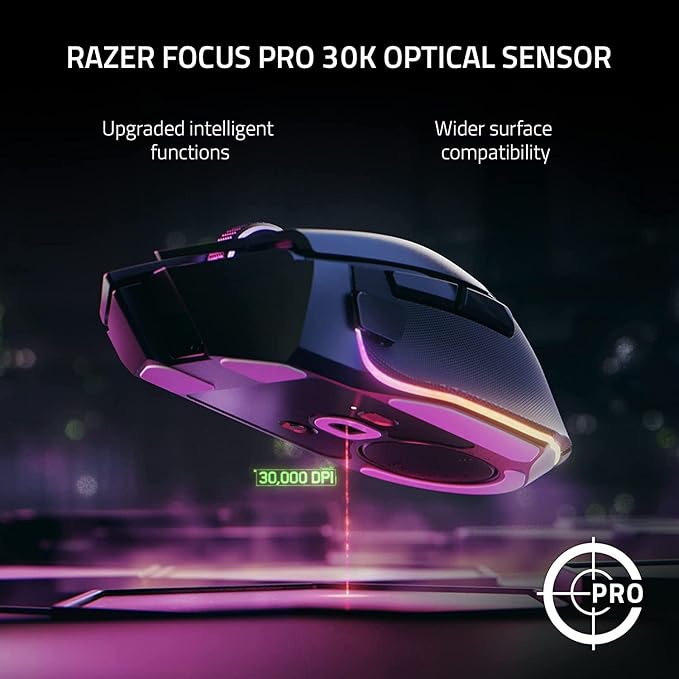 RAZER FOCUS PRO 30K OPTICAL SENSOR
Upgraded intelligent
functions
Wider surface
compatibility
30,000 DPI
PRO